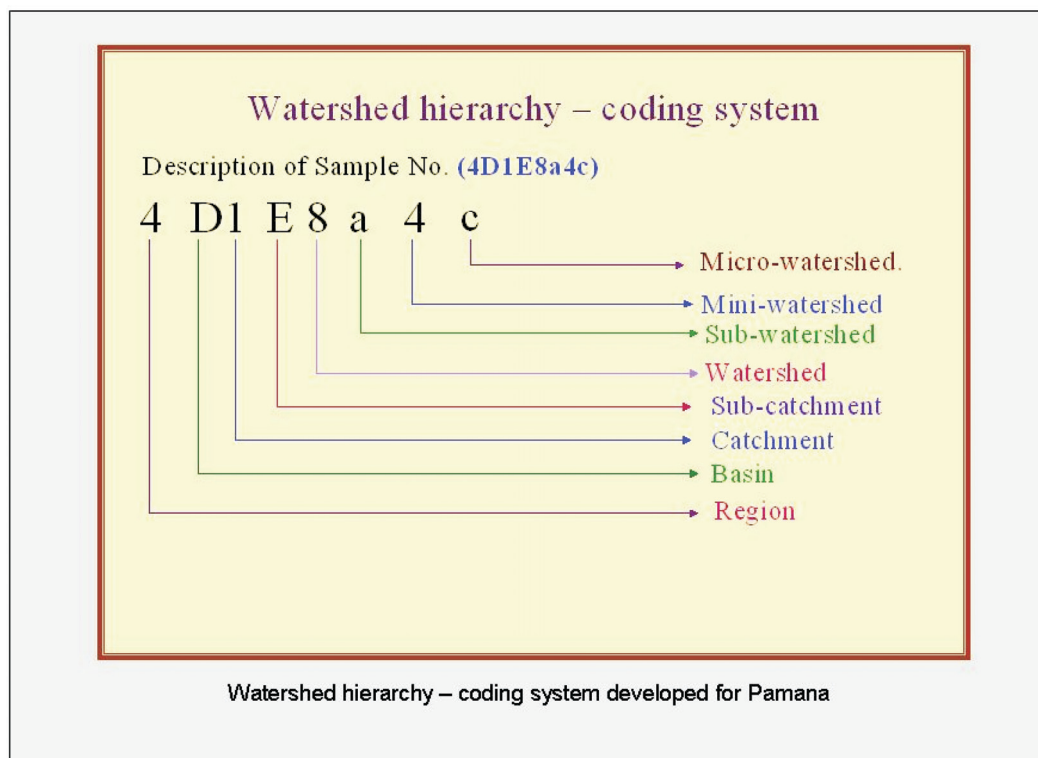 Watershed hierarchy – coding system
Description of Sample No. (4D1E8a4c)
4 D1 E 8 a 4 c
Micro-watershed.
Mini-watershed
Sub-watershed
Watershed
Sub-catchment
Catchment
Basin
Region
Watershed hierarchy – coding system developed for Pamana